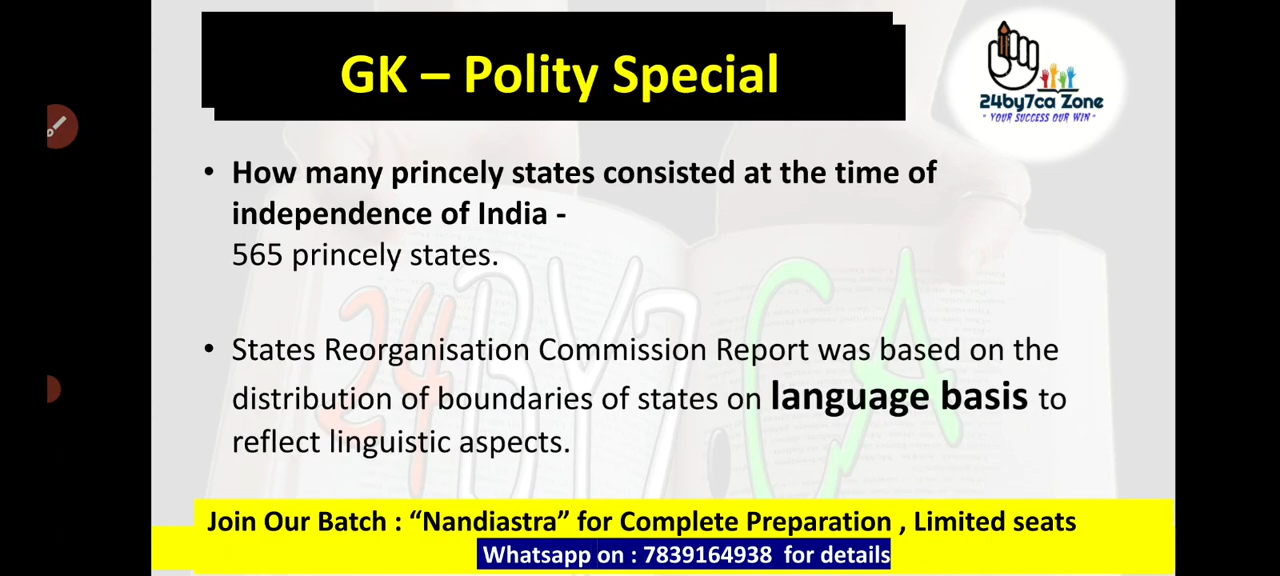 GK – Polity Special
24by7ca Zone
" YOUR SUCCESS OUR WIN "
• How many princely states consisted at the time of
independence of India -
565 princely states.
• States Reorganisation Commission Report was based on the
distribution of boundaries of states on language basis to
reflect linguistic aspects.
24BY7.CA
Join Our Batch : “Nandiastra” for Complete Preparation , Limited seats
Whatsapp on : 7839164938 for details